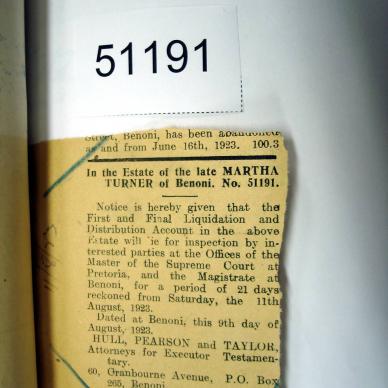 51191
Street, Benoni, has been abandoned
as and from June 16th, 1923. 100.3
In the Estate of the late MARTHA
TURNER of Benoni. No. 51191.
Notice is hereby given that the
First and Final Liquidation and
Distribution Account in the above
Estate will lie for inspection by in-
terested parties at the Offices of the
Master of the Supreme Court at
Pretoria, and the Magistrate at
Benoni, for a period of 21 days
reckoned from Saturday, the 11th
August, 1923.
Dated at Benoni, this 9th day of
August, 1923.
HULL, PEARSON and TAYLOR,
Attorneys for Executor Testamen-
tary.
60, Cranbourne Avenue, P.O. Box
265, Benoni